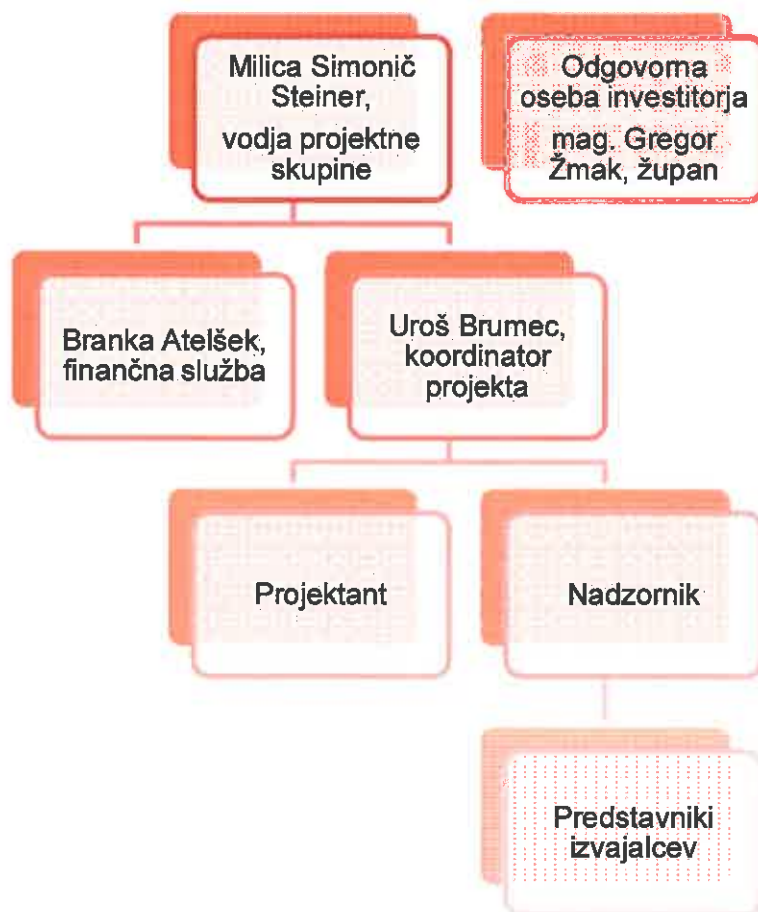 Milica Simonič
Steiner,
vodja projektne
skupine
Odgovorna
oseba investitorja
mag. Gregor
Žmak, župan
Branka Atelšek,
finančna služba
Uroš Brumec,
koordinator
projekta
Projektant
Nadzornik
Predstavniki
izvajalcev